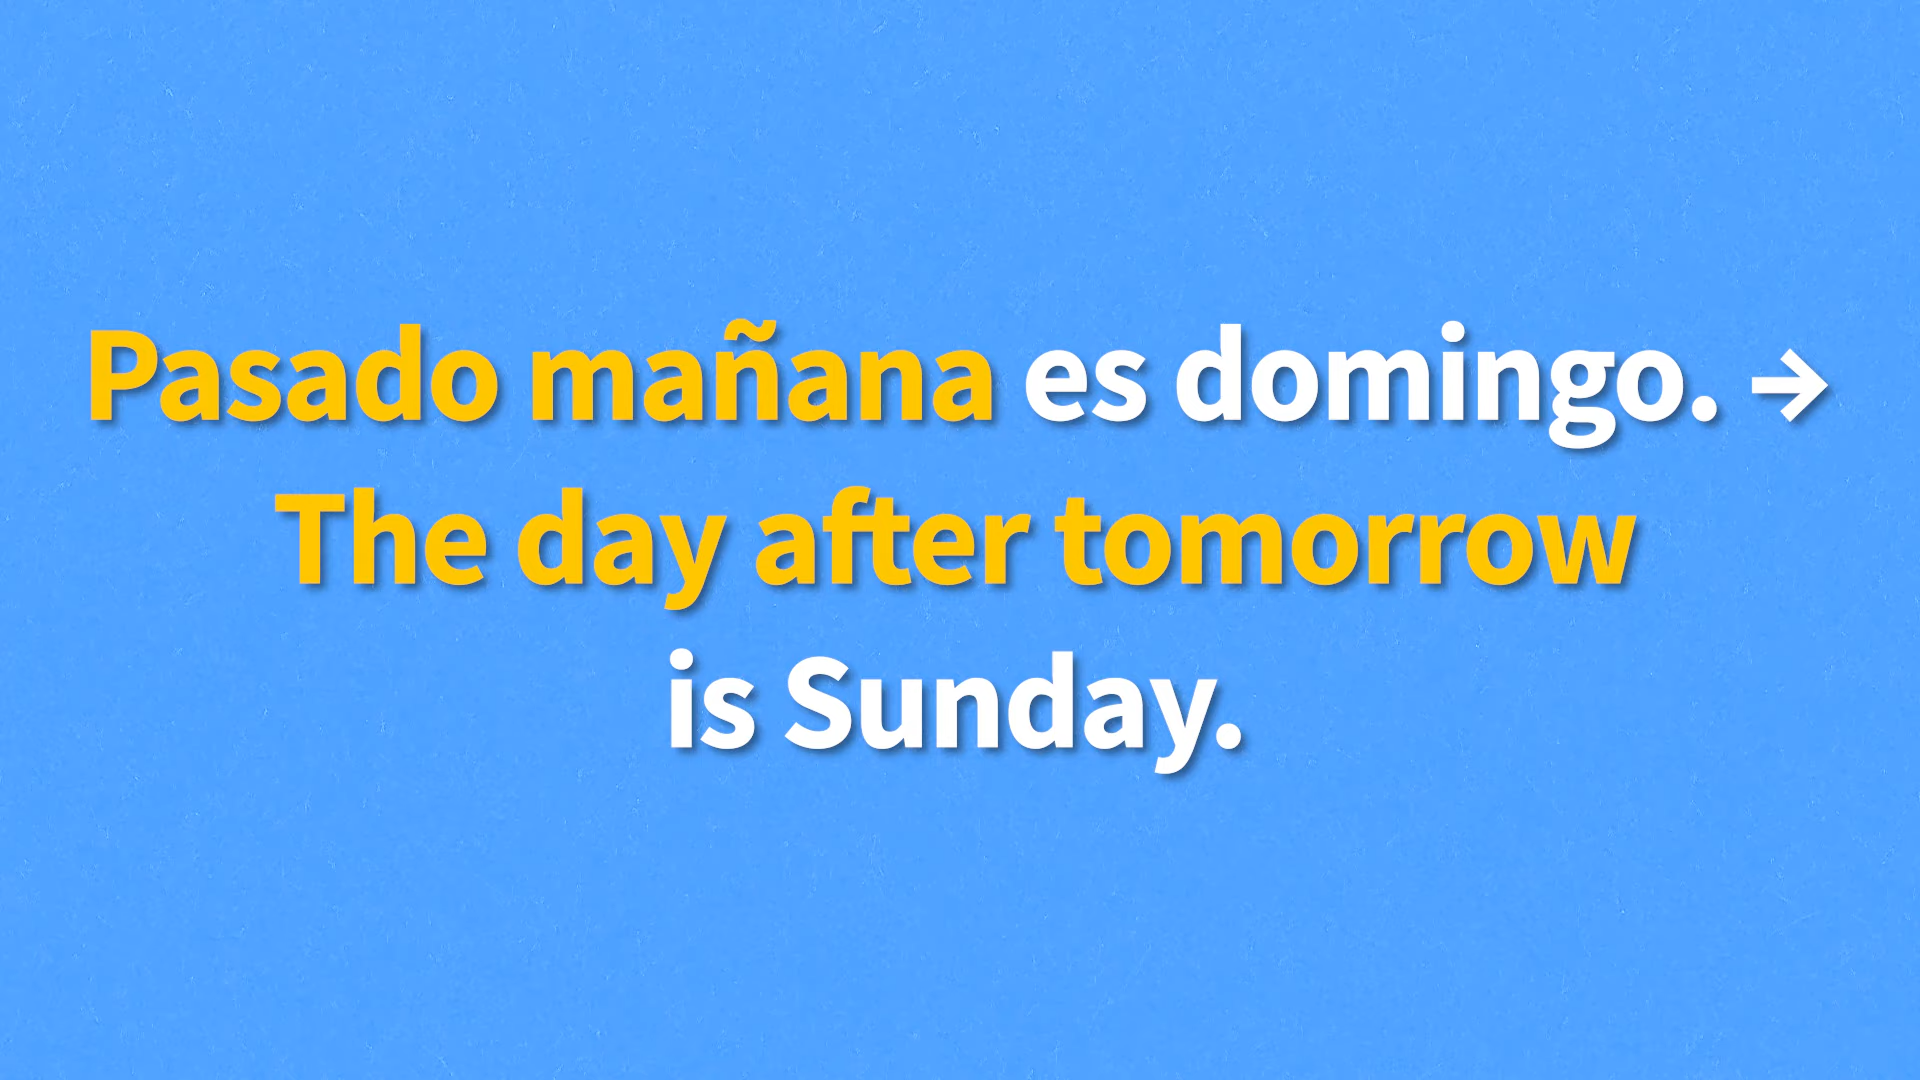 Pasado mañana es domingo. →
The day after tomorrow
is Sunday.